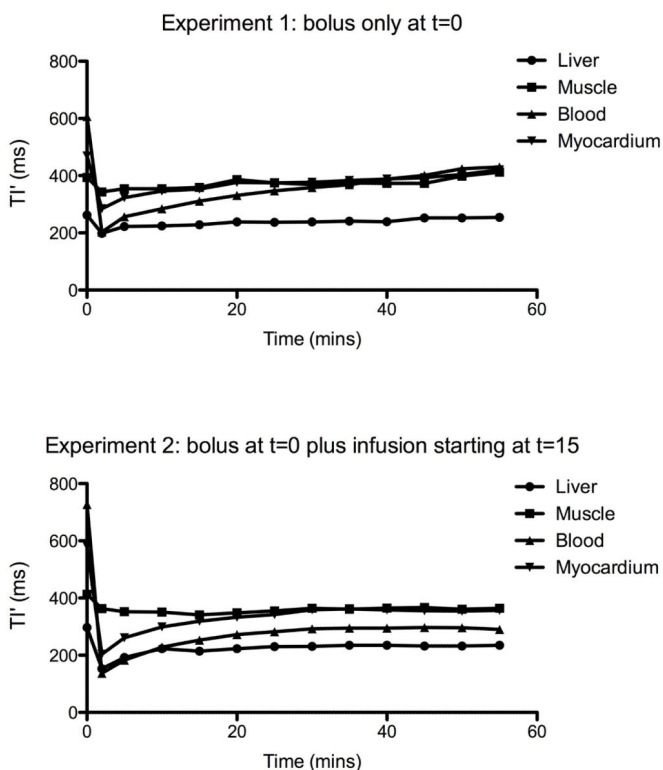 Experiment 1: bolus only at t=0
800
600
400
200
0
TI' (ms)
0 20 40 60
Time (mins)
Liver
Muscle
Blood
Myocardium
Experiment 2: bolus at t=0 plus infusion starting at t=15
800
600
400
200
0
TI' (ms)
0 20 40 60
Time (mins)
Liver
Muscle
Blood
Myocardium